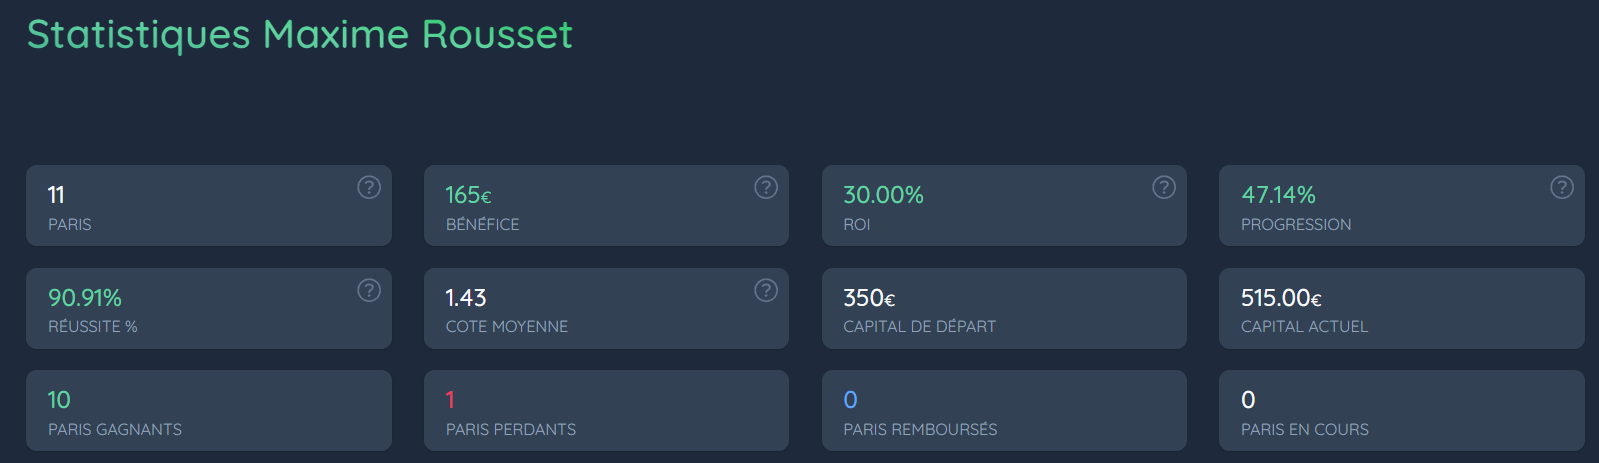 Statistiques Maxime Rousset
11 ?
PARIS
165€ ?
BÉNÉFICE
30.00% ?
ROI
47.14% ?
PROGRESSION
90.91% ?
RÉUSSITE %
1.43 ?
COTE MOYENNE
350€
CAPITAL DE DÉPART
515.00€
CAPITAL ACTUEL
10
PARIS GAGNANTS
1
PARIS PERDANTS
0
PARIS REMBOURSÉS
0
PARIS EN COURS